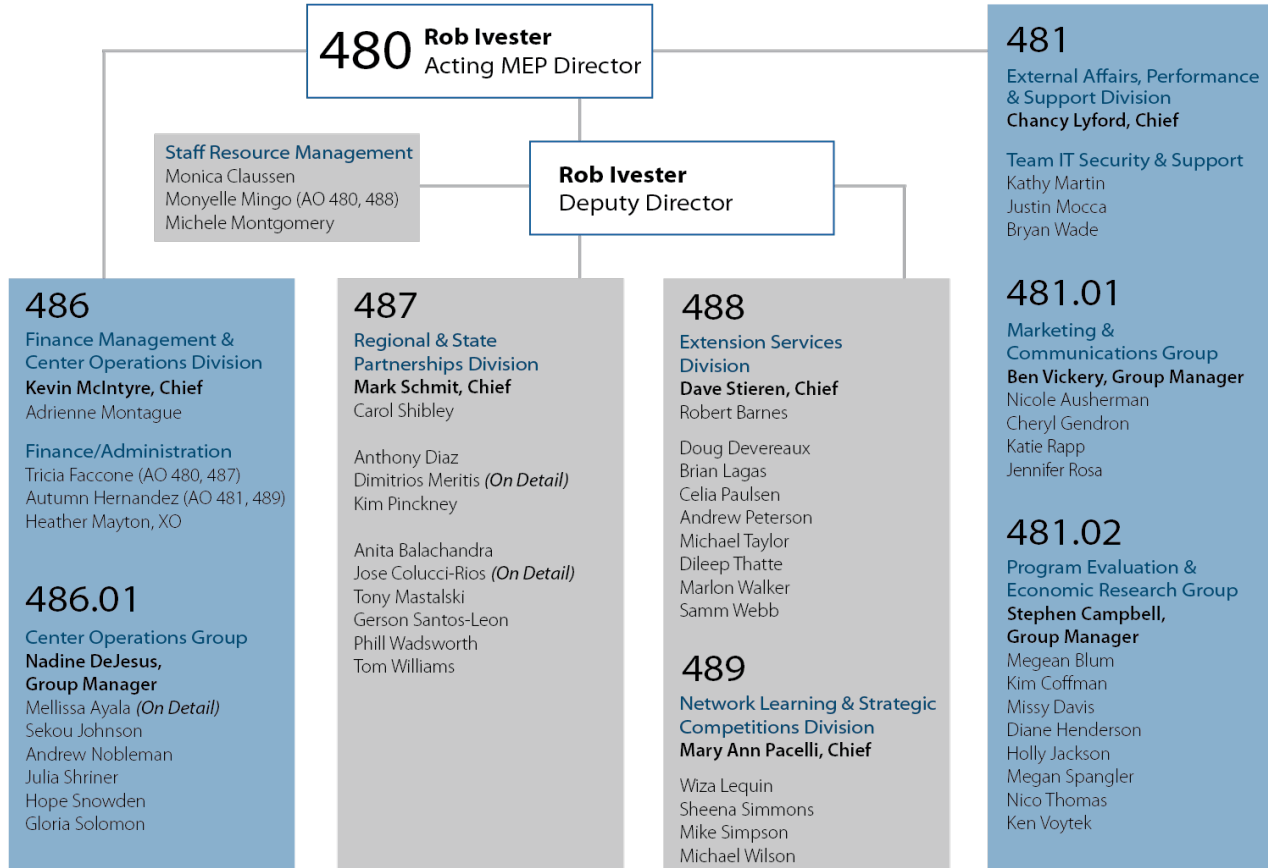 480 Rob Ivester
Acting MEP Director
Staff Resource Management
Monica Claussen
Monyelle Mingo (AO 480, 488)
Michele Montgomery
Rob Ivester
Deputy Director
486
Finance Management &
Center Operations Division
Kevin McIntyre, Chief
Adrienne Montague
Finance/Administration
Tricia Faccone (AO 480, 487)
Autumn Hernandez (AO 481, 489)
Heather Mayton, XO
486.01
Center Operations Group
Nadine DeJesus,
Group Manager
Mellissa Ayala (On Detail)
Sekou Johnson
Andrew Nobleman
Julia Shriner
Hope Snowden
Gloria Solomon
487
Regional & State
Partnerships Division
Mark Schmit, Chief
Carol Shibley
Anthony Diaz
Dimitrios Meritis (On Detail)
Kim Pinckney
Anita Balachandra
Jose Colucci-Rios (On Detail)
Tony Mastalski
Gerson Santos-Leon
Phill Wadsworth
Tom Williams
488
Extension Services
Division
Dave Stieren, Chief
Robert Barnes
Doug Devereaux
Brian Lagas
Celia Paulsen
Andrew Peterson
Michael Taylor
Dileep Thatte
Marlon Walker
Samm Webb
489
Network Learning & Strategic
Competitions Division
Mary Ann Pacelli, Chief
Wiza Lequin
Sheena Simmons
Mike Simpson
Michael Wilson
481
External Affairs, Performance
& Support Division
Chancy Lyford, Chief
Team IT Security & Support
Kathy Martin
Justin Mocca
Bryan Wade
481.01
Marketing &
Communications Group
Ben Vickery, Group Manager
Nicole Ausherman
Cheryl Gendron
Katie Rapp
Jennifer Rosa
481.02
Program Evaluation &
Economic Research Group
Stephen Campbell,
Group Manager
Megean Blum
Kim Coffman
Missy Davis
Diane Henderson
Holly Jackson
Megan Spangler
Nico Thomas
Ken Voytek